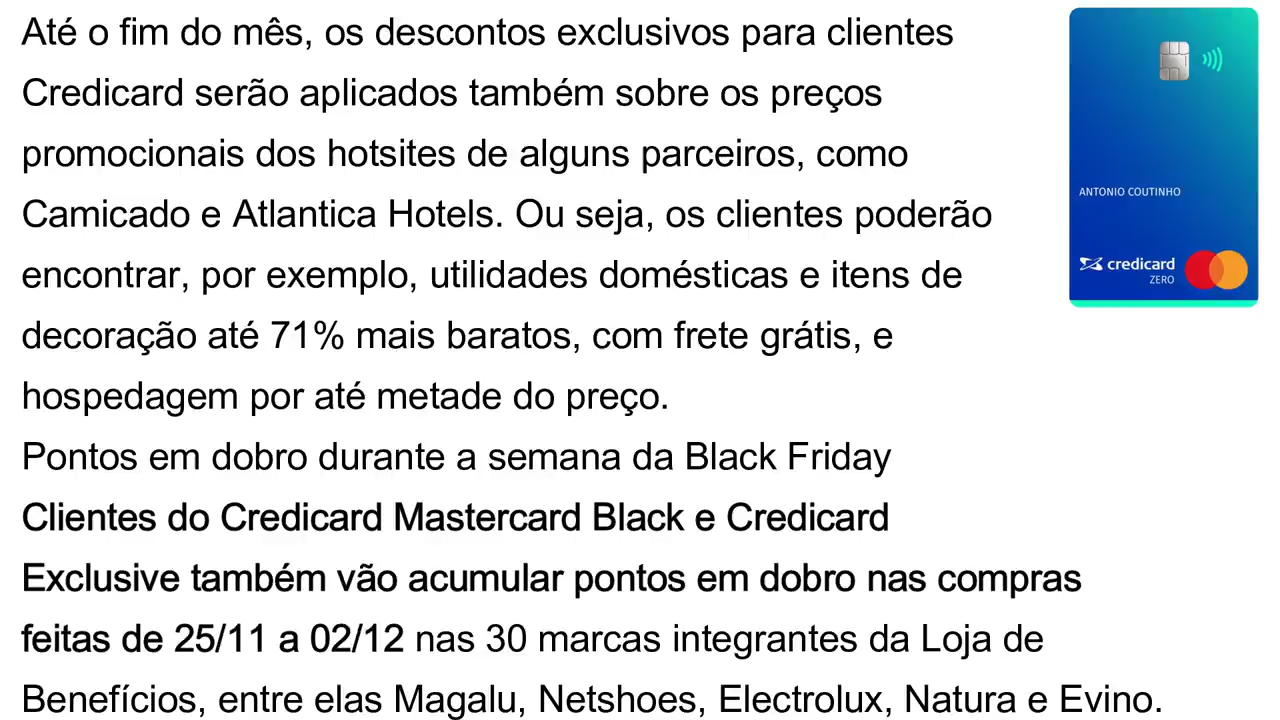 Até o fim do mês, os descontos exclusivos para clientes
Credicard serão aplicados também sobre os preços
promocionais dos hotsites de alguns parceiros, como
Camicado e Atlantica Hotels. Ou seja, os clientes poderão
encontrar, por exemplo, utilidades domésticas e itens de
decoração até 71% mais baratos, com frete grátis, e
hospedagem por até metade do preço.
Pontos em dobro durante a semana da Black Friday
Clientes do Credicard Mastercard Black e Credicard
Exclusive também vão acumular pontos em dobro nas compras
feitas de 25/11 a 02/12 nas 30 marcas integrantes da Loja de
Benefícios, entre elas Magalu, Netshoes, Electrolux, Natura e Evino.
ANTONIO COUTINHO
credicard
ZERO